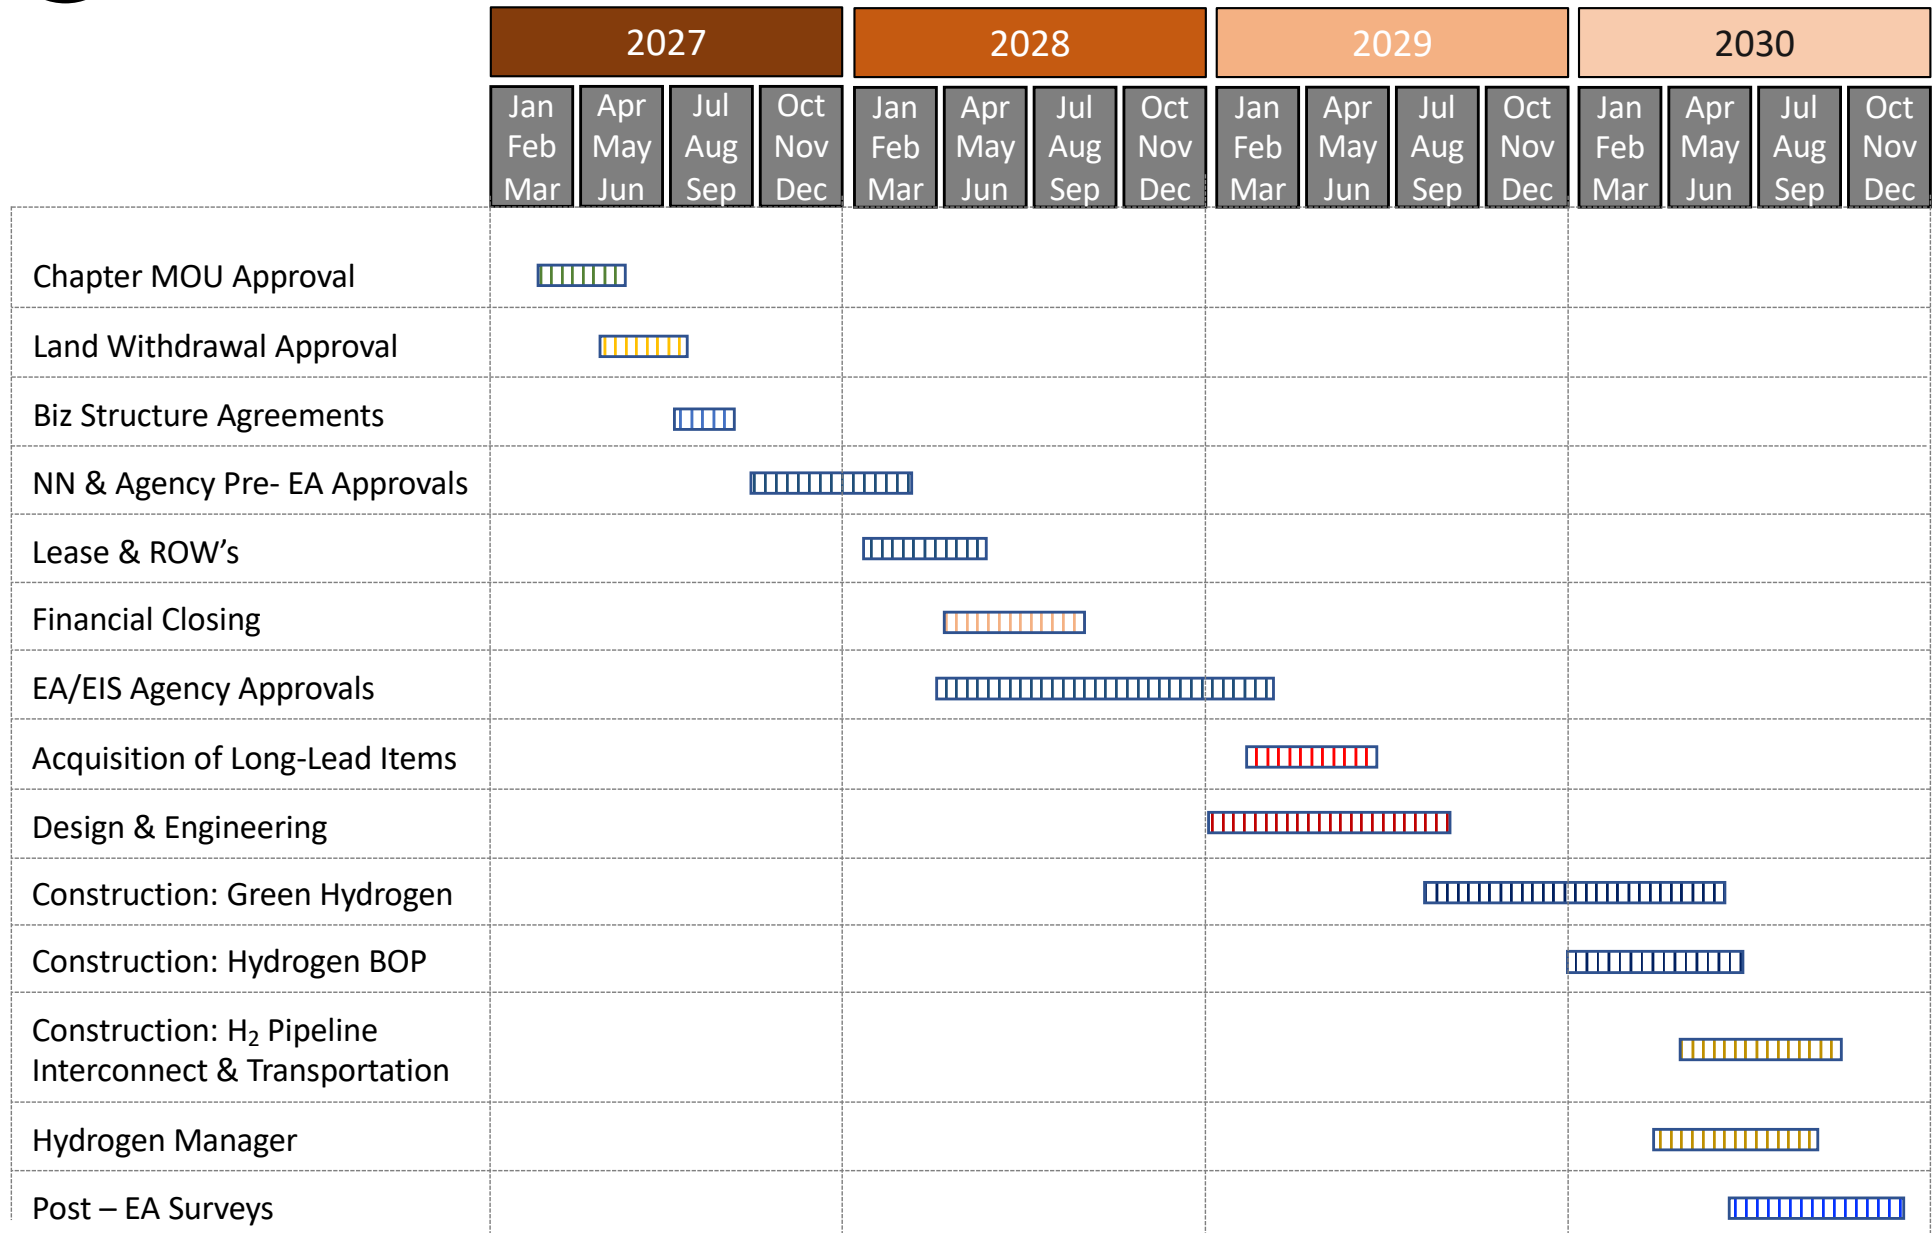 2027 2028 2029 2030
Jan Apr Jul Oct Jan Apr Jul Oct Jan Apr Jul Oct Jan Apr Jul Oct
Feb May Aug Nov Feb May Aug Nov Feb May Aug Nov Feb May Aug Nov
Mar Jun Sep Dec Mar Jun Sep Dec Mar Jun Sep Dec Mar Jun Sep Dec
Chapter MOU Approval
Land Withdrawal Approval
Biz Structure Agreements
NN & Agency Pre- EA Approvals
Lease & ROW’s
Financial Closing
EA/EIS Agency Approvals
Acquisition of Long-Lead Items
Design & Engineering
Construction: Green Hydrogen
Construction: Hydrogen BOP
Construction: H₂ Pipeline
Interconnect & Transportation
Hydrogen Manager
Post – EA Surveys